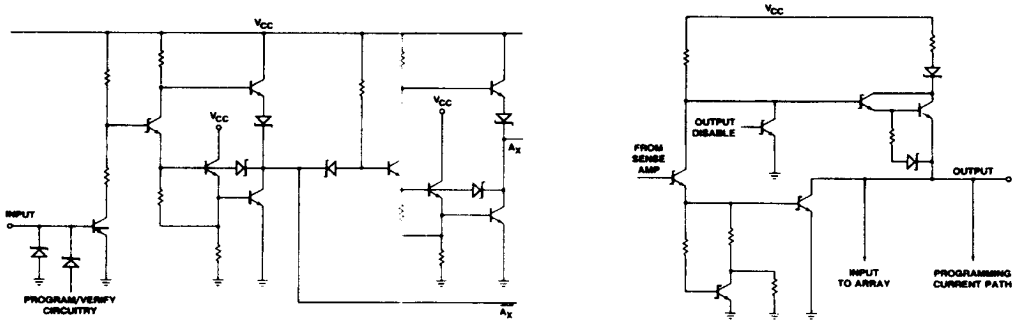 VCC
VCC
INPUT
PROGRAM/VERIFY
CIRCUITRY
VCC
AX
AX
VCC
OUTPUT
DISABLE
FROM
SENSE
AMP
OUTPUT
INPUT
TO ARRAY
PROGRAMMING
CURRENT PATH